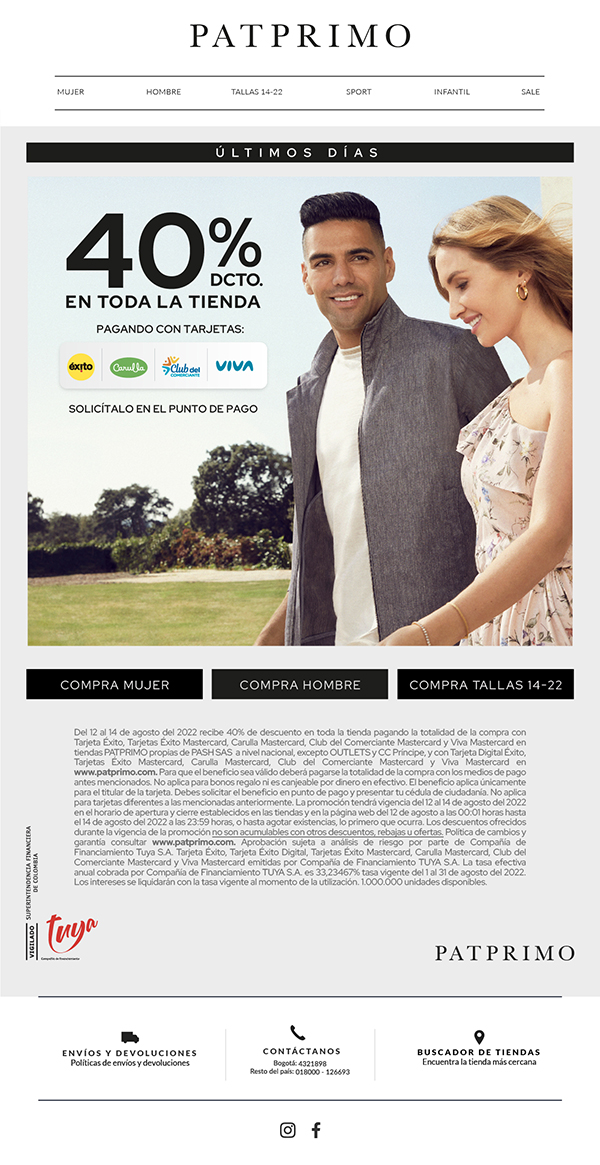 PATPRIMO
MUJER HOMBRE TALLAS 14-22 SPORT INFANTIL SALE
ÚLTIMOS DÍAS
40%
DCTO.
EN TODA LA TIENDA
PAGANDO CON TARJETAS:
éxito Carulla Club del COMERCIANTE VIVA
SOLICÍTALO EN EL PUNTO DE PAGO
COMPRA MUJER COMPRA HOMBRE COMPRA TALLAS 14-22
Del 12 al 14 de agosto del 2022 recibe 40% de descuento en toda la tienda pagando la totalidad de la compra con
Tarjeta Éxito, Tarjetas Éxito Mastercard, Carulla Mastercard, Club del Comerciante Mastercard y Viva Mastercard en
tiendas PATPRIMO propias de PASH SAS a nivel nacional, excepto OUTLETS y CC Príncipe, y con Tarjeta Digital Éxito,
Tarjetas Éxito Mastercard, Carulla Mastercard, Club del Comerciante Mastercard y Viva Mastercard en
www.patprimo.com. Para que el beneficio sea válido deberá pagarse la totalidad de la compra con los medios de pago
antes mencionados. No aplica para bonos regalo ni es canjeable por dinero en efectivo. El beneficio aplica únicamente
para el titular de la tarjeta. Debes solicitar el beneficio en punto de pago y presentar tu cédula de ciudadanía. No aplica
para tarjetas diferentes a las mencionadas anteriormente. La promoción tendrá vigencia del 12 al 14 de agosto del 2022
en el horario de apertura y cierre establecidos en las tiendas y en la página web del 12 de agosto a las 00:01 horas hasta
el 14 de agosto del 2022 a las 23:59 horas, o hasta agotar existencias, lo primero que ocurra. Los descuentos ofrecidos
durante la vigencia de la promoción no son acumulables con otros descuentos, rebajas u ofertas. Política de cambios y
garantía consultar www.patprimo.com. Aprobación sujeta a análisis de riesgo por parte de Compañía de
Financiamiento Tuya S.A. Tarjeta Éxito, Tarjeta Éxito Digital, Tarjeta Éxito Mastercard, Carulla Mastercard, Club del
Comerciante Mastercard y Viva Mastercard emitidas por Compañía de Financiamiento TUYA S.A. La tasa efectiva
anual cobrada por Compañía de Financiamiento TUYA S.A. es 33,23467% tasa vigente del 1 al 31 de agosto del 2022.
Los intereses se liquidarán con la tasa vigente al momento de la utilización. 1.000.000 unidades disponibles.
VIGILADO SUPERINTENDENCIA FINANCIERA
DE COLOMBIA
tuya
Compañía de Financiamiento
PATPRIMO
ENVÍOS Y DEVOLUCIONES
Políticas de envíos y devoluciones
CONTÁCTANOS
Bogotá: 4321898
Resto del país: 018000 - 126693
BUSCADOR DE TIENDAS
Encuentra la tienda más cercana